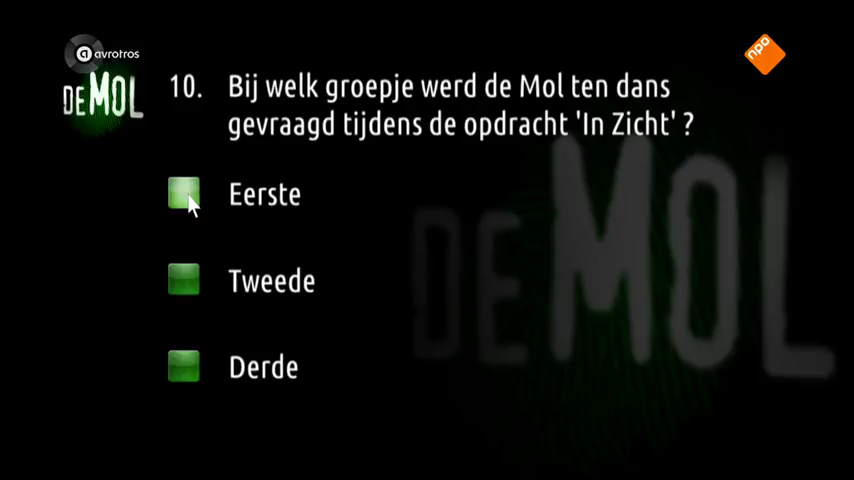 avrotros
npo
DE MOL
10. Bij welk groepje werd de Mol ten dans
gevraagd tijdens de opdracht 'In Zicht' ?
Eerste
Tweede
Derde
DE MOL